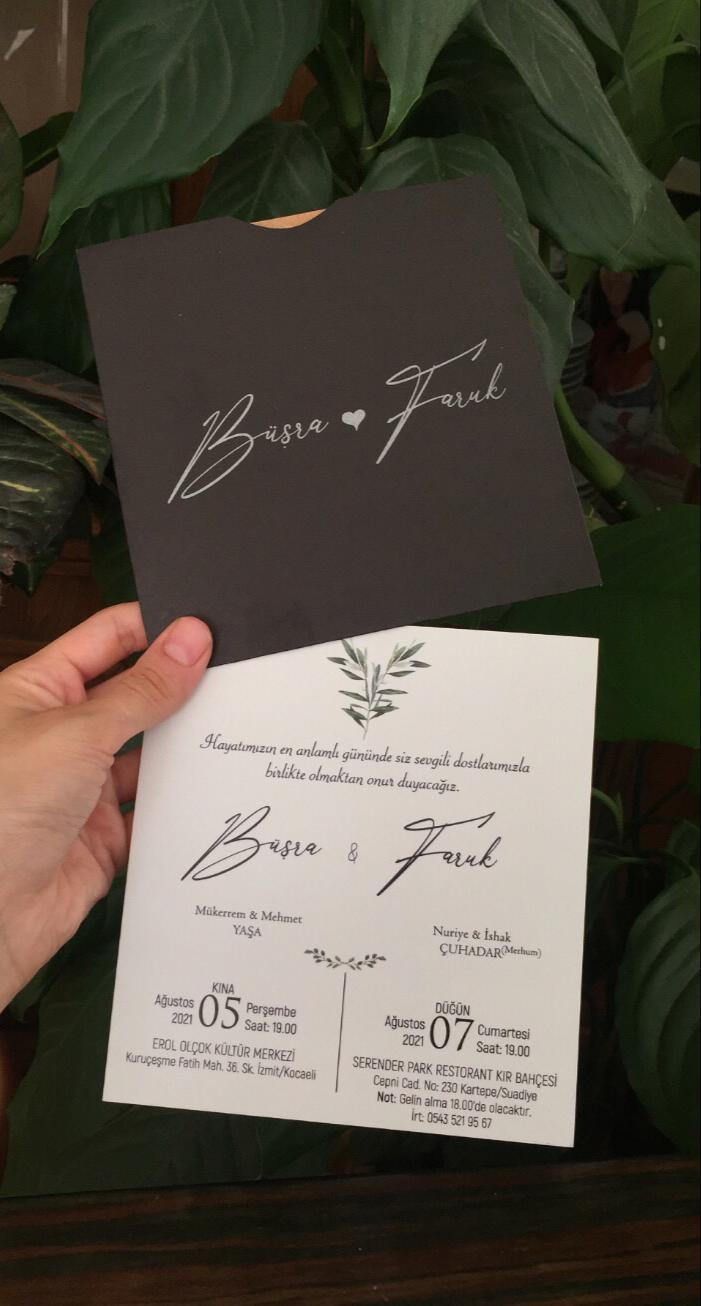 Büşra ♥ Faruk
Hayatımızın en anlamlı gününde siz sevgili dostlarımızla
birlikte olmaktan onur duyacağız.
Büşra & Faruk
Mükerrem & Mehmet
YAŞA
Nuriye & İshak
ÇUHADAR(Merhum)
KINA
Ağustos 05 Perşembe
2021 Saat: 19.00
EROL OLÇOK KÜLTÜR MERKEZİ
Kuruçeşme Fatih Mah. 36. Sk. İzmit/Kocaeli
DÜĞÜN
Ağustos 07 Cumartesi
2021 Saat: 19.00
SERENDER PARK RESTORANT KIR BAHÇESİ
Cepni Cad. No: 230 Kartepe/Suadiye
Not: Gelin alma 18.00'de olacaktır.
İrt: 0543 521 95 67